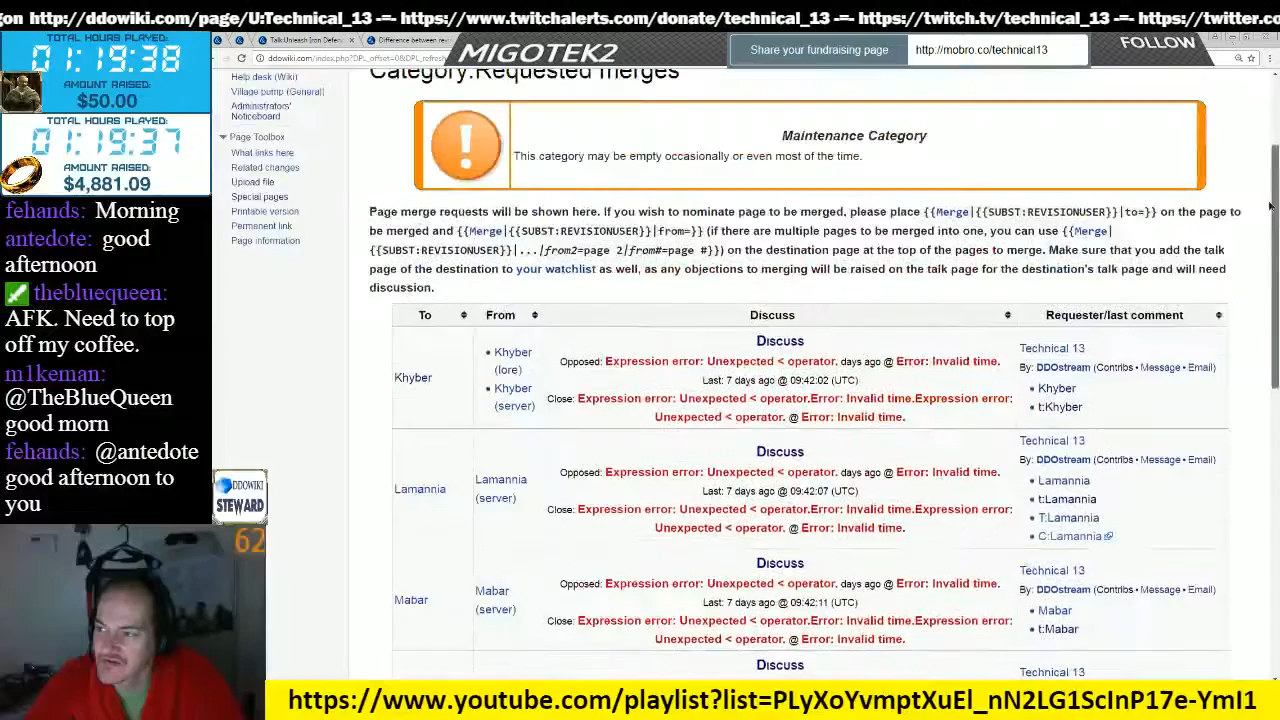 gon http://ddowiki.com/page/U:Technical_13 -=- https://www.twitchalerts.com/donate/technical_13 -=- https://twitch.tv/technical_13 -=- https://twitter.co
TOTAL HOURS PLAYED:
01:19:38
AMOUNT RAISED:
$50.00
TOTAL HOURS PLAYED:
01:19:37
AMOUNT RAISED:
$4,881.09
fehands: Morning
antedote: good
afternoon
thebluequeen:
AFK. Need to top
off my coffee.
m1keman:
@TheBlueQueen
good morn
fehands: @antedote
good afternoon to
you
DDOWIKI
STEWARD
62
Talk:Unleash Iron Defen
Difference between rev
MIGOTEK2
Share your fundraising page
http://mobro.co/technical13
FOLLOW
ddowiki.com/index.php?DPL_offset=0&DPL_refresh
Help desk (Wiki)
Village pump (General)
Administrators'
Noticeboard
Page Toolbox
What links here
Related changes
Upload file
Special pages
Printable version
Permanent link
Page information
Category:Requested merges
Maintenance Category
This category may be empty occasionally or even most of the time.
Page merge requests will be shown here. If you wish to nominate page to be merged, please place {{Merge|{{SUBST:REVISIONUSER}}|to=}} on the page to
be merged and {{Merge|{{SUBST:REVISIONUSER}}|from=}} (if there are multiple pages to be merged into one, you can use {{Merge|
{{SUBST:REVISIONUSER}}|...|from2=page 2|from#=page #}}) on the destination page at the top of the pages to merge. Make sure that you add the talk
page of the destination to your watchlist as well, as any objections to merging will be raised on the talk page for the destination's talk page and will need
discussion.
To From Discuss Requester/last comment
Khyber
Khyber
(lore)
Khyber
(server)
Discuss
Opposed: Expression error: Unexpected < operator. days ago @ Error: Invalid time.
Last: 7 days ago @ 09:42:02 (UTC)
Close: Expression error: Unexpected < operator.Error: Invalid time.Expression error:
Unexpected < operator. @ Error: Invalid time.
Technical 13
By: DDOstream (Contribs • Message • Email)
Khyber
t:Khyber
Lamannia
Lamannia
(server)
Discuss
Opposed: Expression error: Unexpected < operator. days ago @ Error: Invalid time.
Last: 7 days ago @ 09:42:07 (UTC)
Close: Expression error: Unexpected < operator.Error: Invalid time.Expression error:
Unexpected < operator. @ Error: Invalid time.
Technical 13
By: DDOstream (Contribs • Message • Email)
Lamannia
t:Lamannia
T:Lamannia
C:Lamannia
Mabar
Mabar
(server)
Discuss
Opposed: Expression error: Unexpected < operator. days ago @ Error: Invalid time.
Last: 7 days ago @ 09:42:11 (UTC)
Close: Expression error: Unexpected < operator.Error: Invalid time.Expression error:
Unexpected < operator. @ Error: Invalid time.
Technical 13
By: DDOstream (Contribs • Message • Email)
Mabar
t:Mabar
Discuss
Technical 13
https://www.youtube.com/playlist?list=PLyXoYvmptXuEl_nN2LG1ScInP17e-YmI1